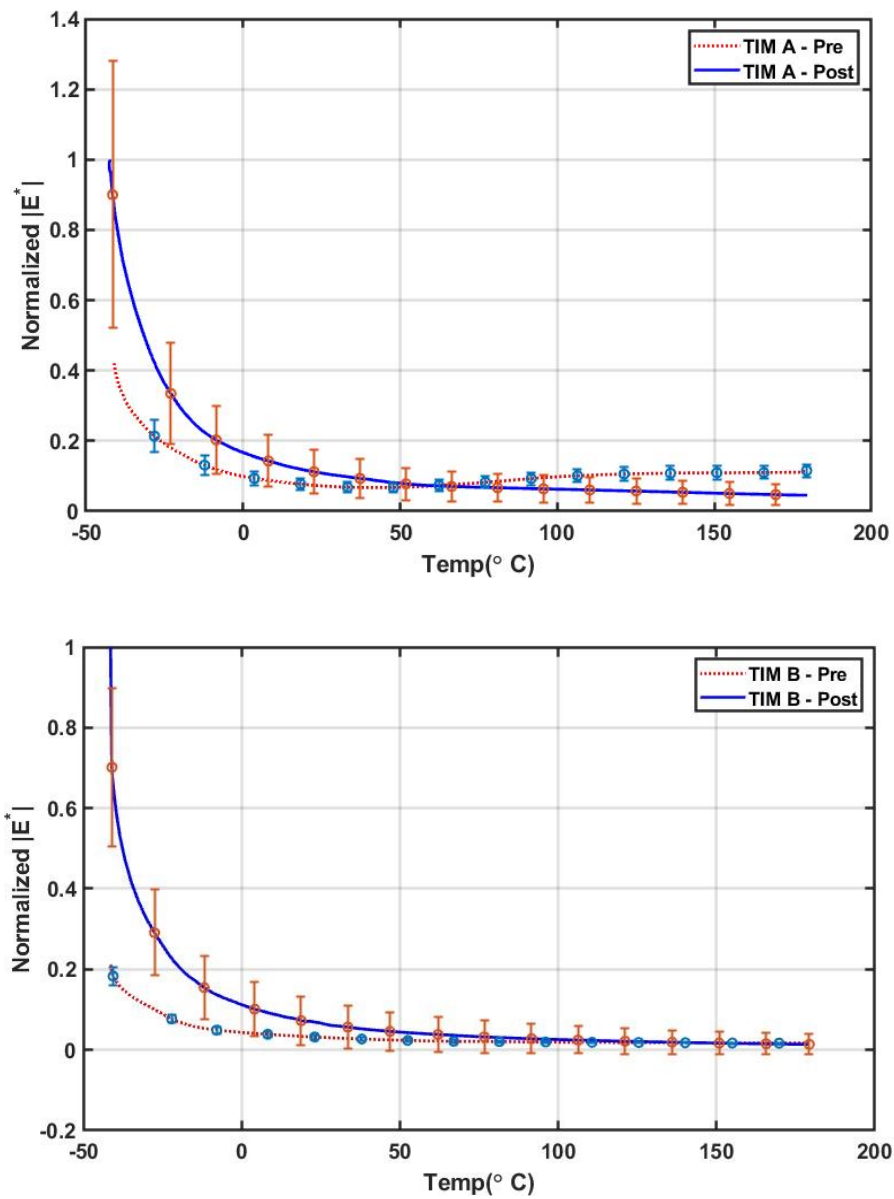 1.4
1.2
1
0.8
0.6
0.4
0.2
0
Normalized |E*|
TIM A - Pre
TIM A - Post
-50 0 50 100 150 200
Temp(° C)
1
0.8
0.6
0.4
0.2
0
-0.2
Normalized |E*|
TIM B - Pre
TIM B - Post
-50 0 50 100 150 200
Temp(° C)